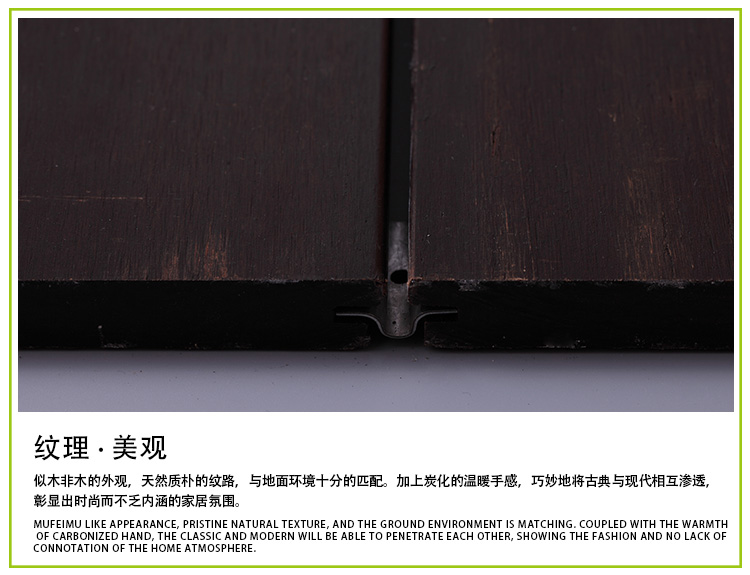 纹理·美观
似木非木的外观，天然质朴的纹路，与地面环境十分的匹配。加上炭化的温暖手感，巧妙地将古典与现代相互渗透，
彰显出时尚而不乏内涵的家居氛围。
MUFEIMU LIKE APPEARANCE, PRISTINE NATURAL TEXTURE, AND THE GROUND ENVIRONMENT IS MATCHING. COUPLED WITH THE WARMTH
OF CARBONIZED HAND, THE CLASSIC AND MODERN WILL BE ABLE TO PENETRATE EACH OTHER, SHOWING THE FASHION AND NO LACK OF
CONNOTATION OF THE HOME ATMOSPHERE.